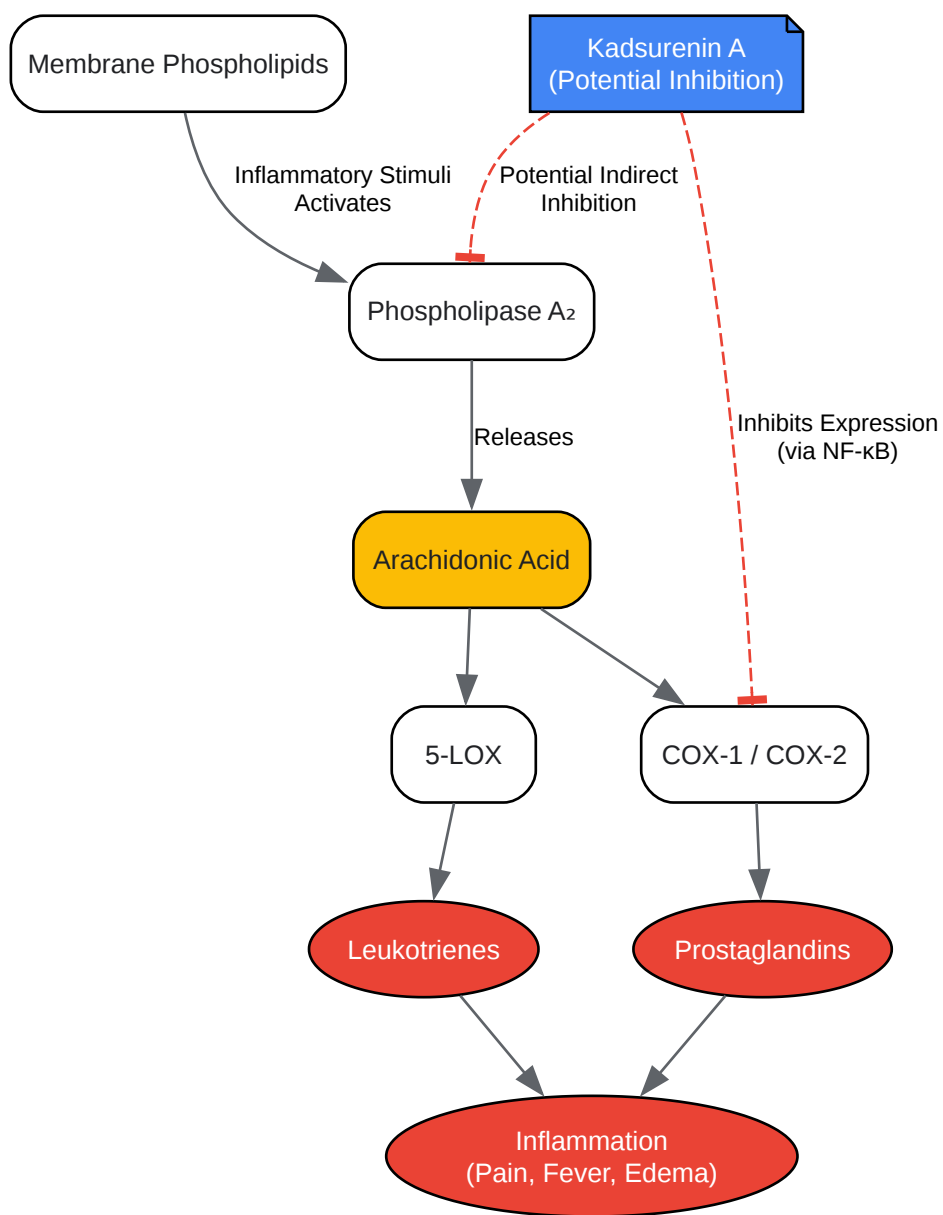 Membrane Phospholipids
Kadsurenin A
(Potential Inhibition)
Inflammatory Stimuli
Activates
Potential Indirect
Inhibition
Phospholipase A₂
Releases
Inhibits Expression
(via NF-κB)
Arachidonic Acid
5-LOX
COX-1 / COX-2
Leukotrienes
Prostaglandins
Inflammation
(Pain, Fever, Edema)